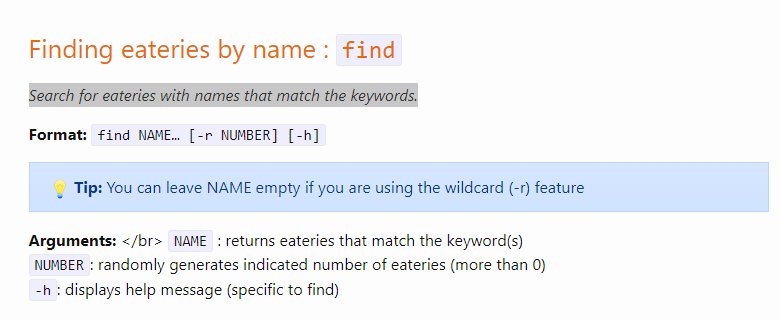 Finding eateries by name : find
Search for eateries with names that match the keywords.
Format: find NAME… [-r NUMBER] [-h]
💡 Tip: You can leave NAME empty if you are using the wildcard (-r) feature
Arguments: </br> NAME : returns eateries that match the keyword(s)
NUMBER: randomly generates indicated number of eateries (more than 0)
-h: displays help message (specific to find)